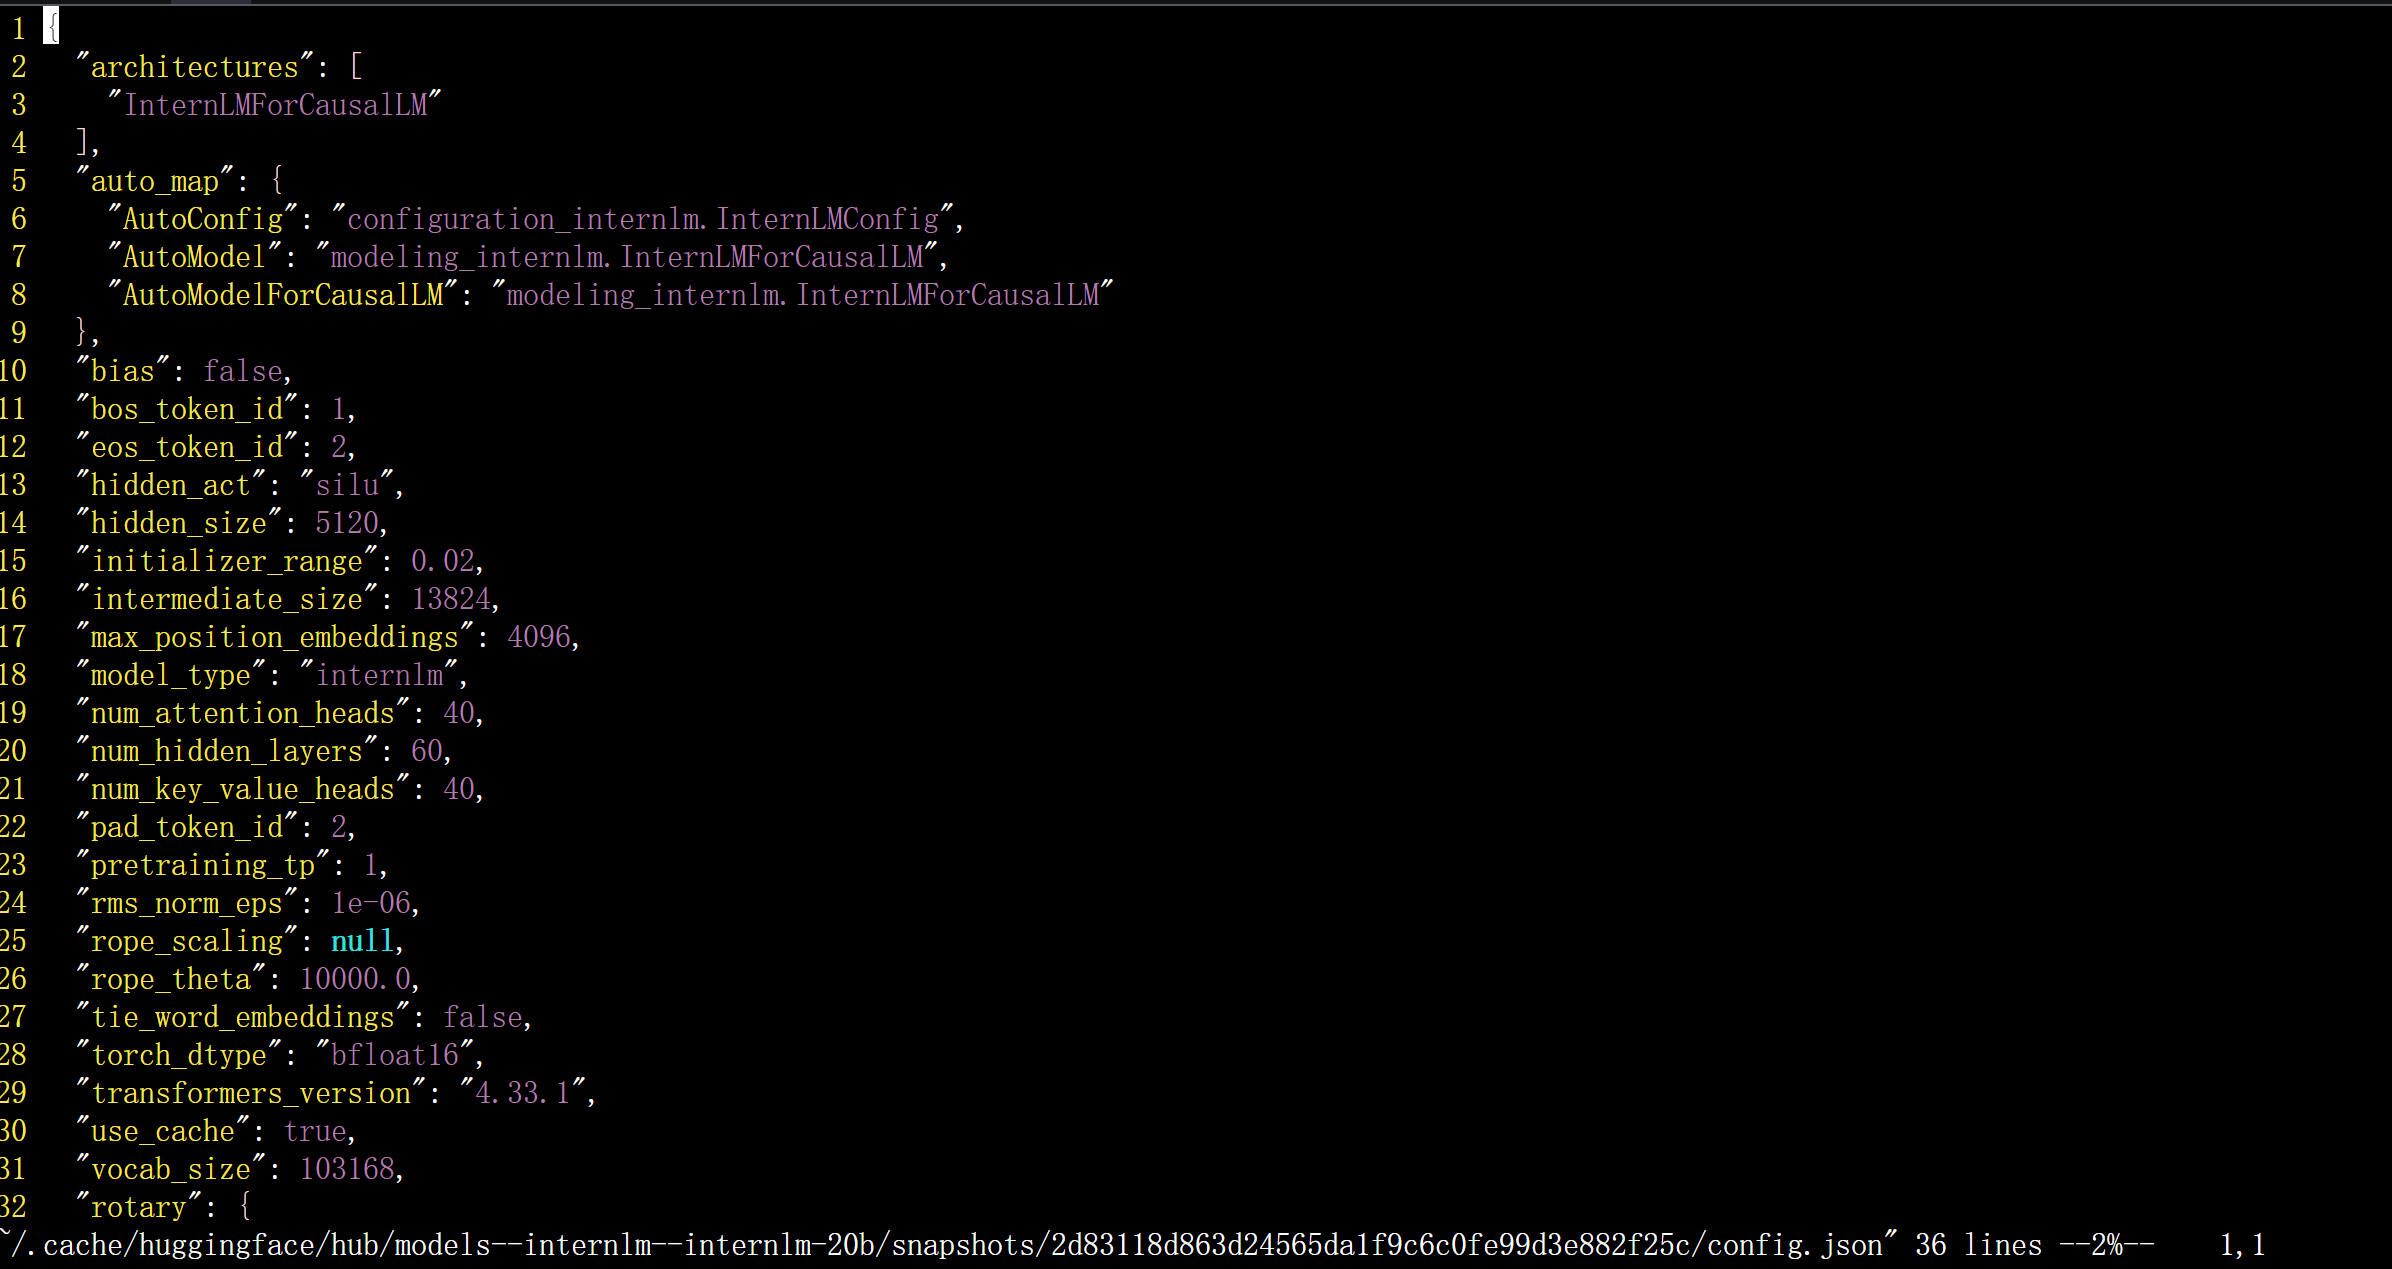 1 {
2   "architectures": [
3     "InternLMForCausalLM"
4   ],
5   "auto_map": {
6     "AutoConfig": "configuration_internlm.InternLMConfig",
7     "AutoModel": "modeling_internlm.InternLMForCausalLM",
8     "AutoModelForCausalLM": "modeling_internlm.InternLMForCausalLM"
9   },
10   "bias": false,
11   "bos_token_id": 1,
12   "eos_token_id": 2,
13   "hidden_act": "silu",
14   "hidden_size": 5120,
15   "initializer_range": 0.02,
16   "intermediate_size": 13824,
17   "max_position_embeddings": 4096,
18   "model_type": "internlm",
19   "num_attention_heads": 40,
20   "num_hidden_layers": 60,
21   "num_key_value_heads": 40,
22   "pad_token_id": 2,
23   "pretraining_tp": 1,
24   "rms_norm_eps": 1e-06,
25   "rope_scaling": null,
26   "rope_theta": 10000.0,
27   "tie_word_embeddings": false,
28   "torch_dtype": "bfloat16",
29   "transformers_version": "4.33.1",
30   "use_cache": true,
31   "vocab_size": 103168,
32   "rotary": {
~/.cache/huggingface/hub/models--internlm--internlm-20b/snapshots/2d83118d863d24565da1f9c6c0fe99d3e882f25c/config.json" 36 lines --2%--    1,1